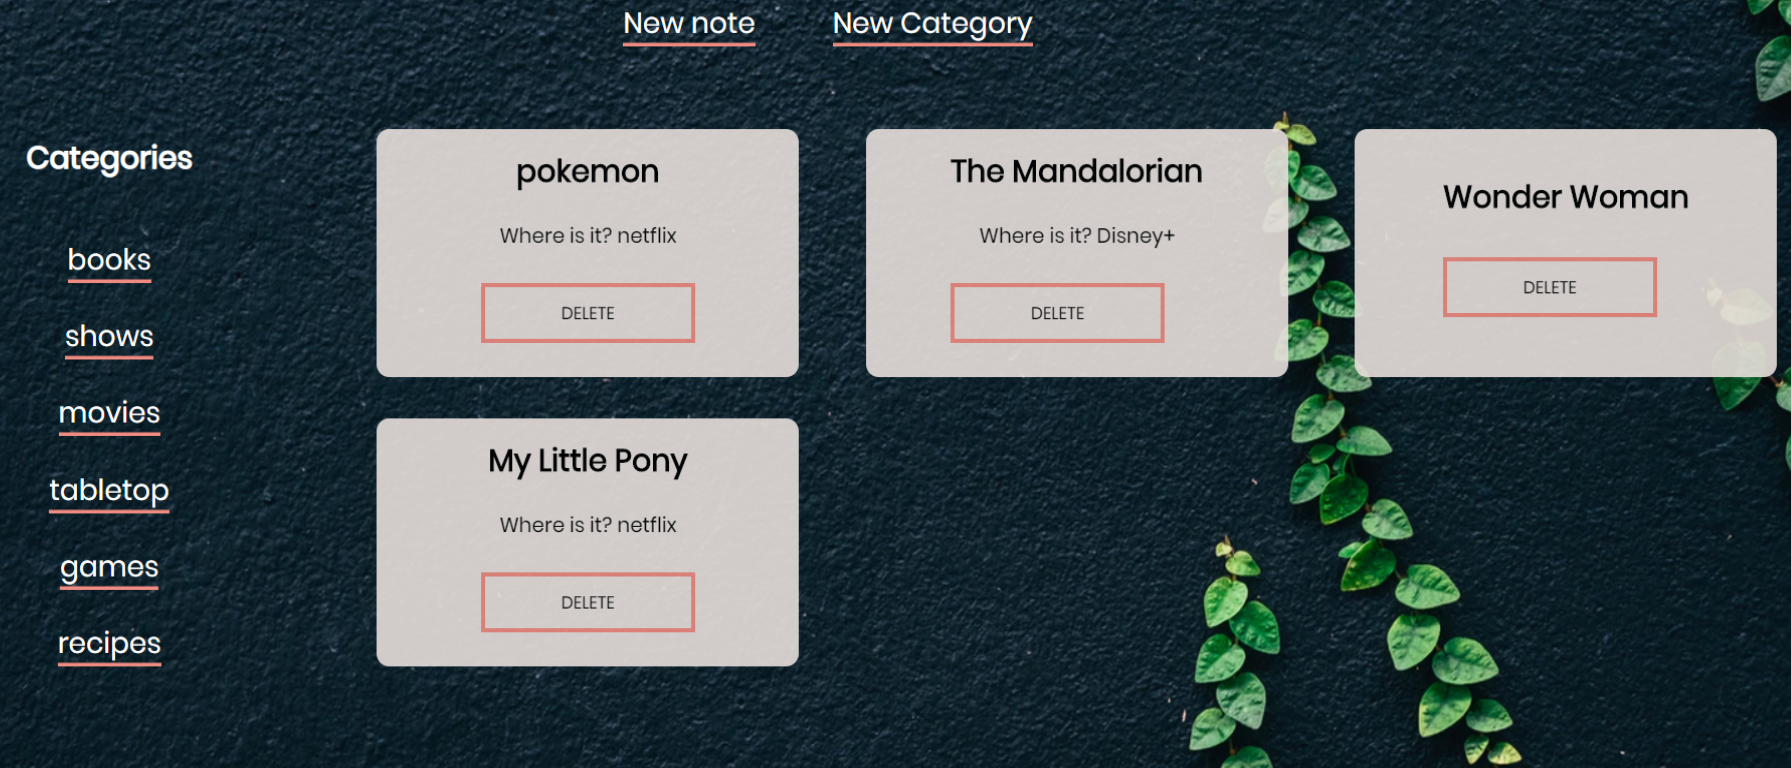 New note
New Category
Categories
books
shows
movies
tabletop
games
recipes
pokemon
Where is it? netflix
DELETE
The Mandalorian
Where is it? Disney+
DELETE
Wonder Woman
DELETE
My Little Pony
Where is it? netflix
DELETE